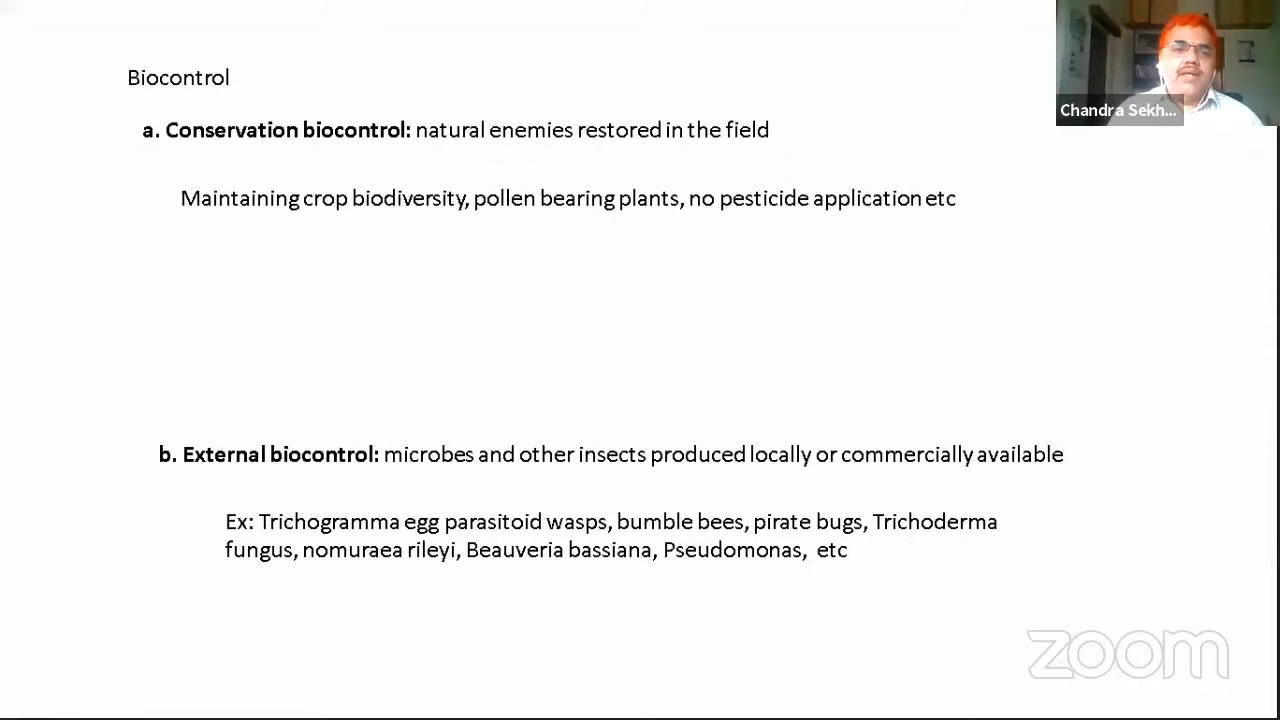 Biocontrol
a. Conservation biocontrol: natural enemies restored in the field
Maintaining crop biodiversity, pollen bearing plants, no pesticide application etc
b. External biocontrol: microbes and other insects produced locally or commercially available
Ex: Trichogramma egg parasitoid wasps, bumble bees, pirate bugs, Trichoderma
fungus, nomuraea rileyi, Beauveria bassiana, Pseudomonas, etc
Chandra Sekh...
zoom